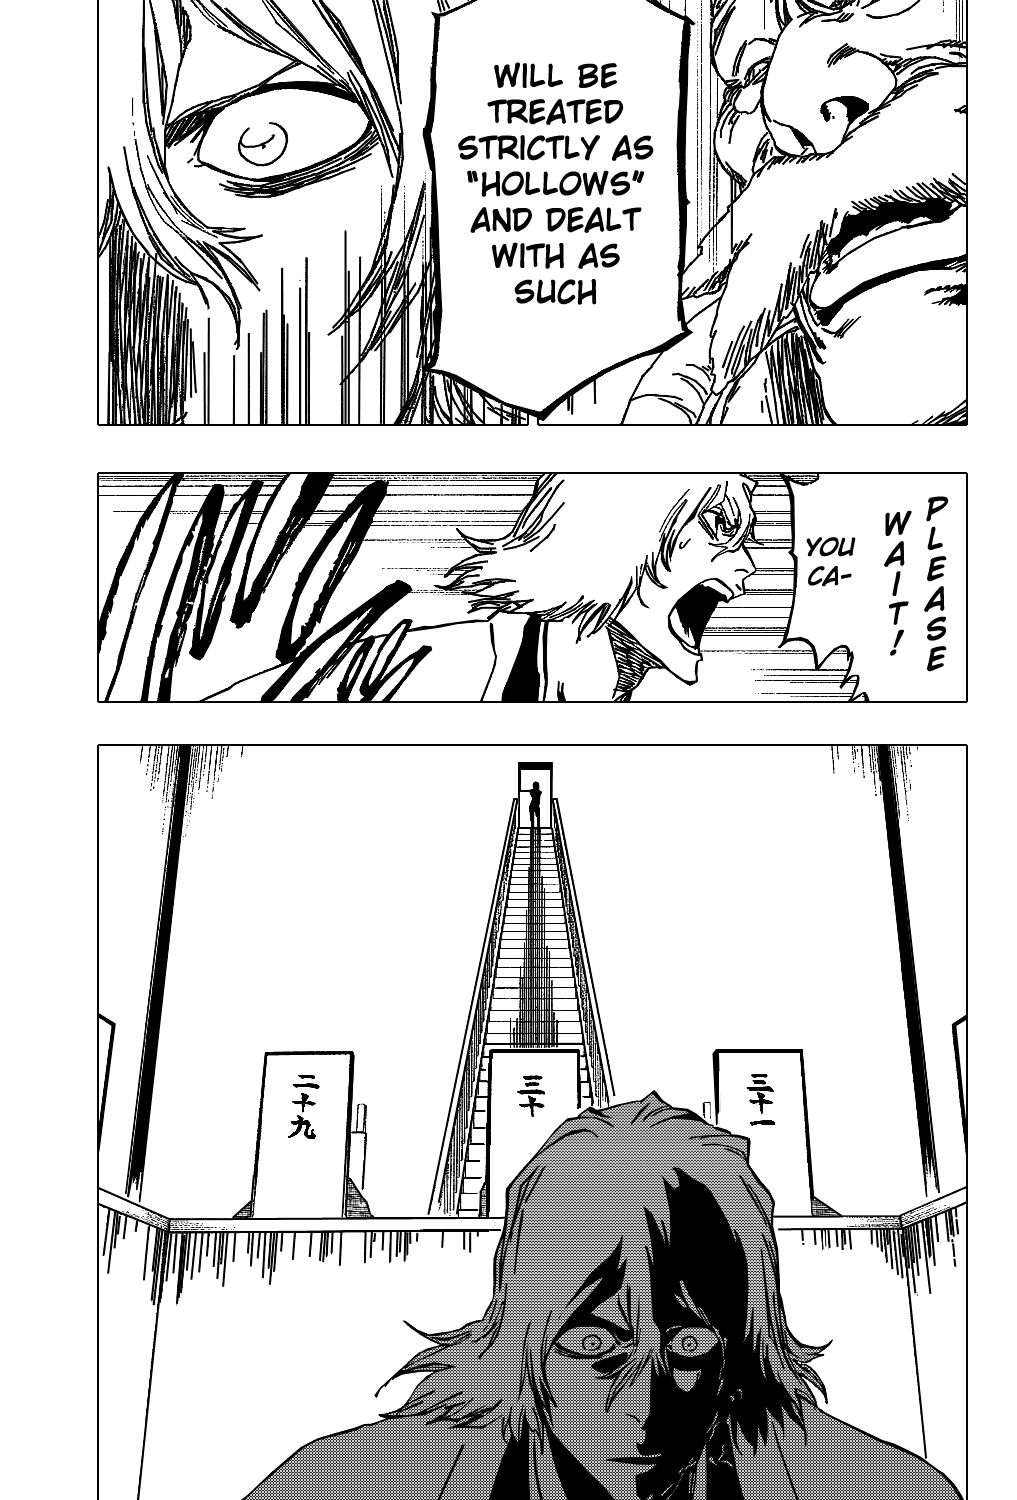 WILL BE
TREATED
STRICTLY AS
"HOLLOWS"
AND DEALT
WITH AS
SUCH
PLEASE
WAIT!
YOU
CA-
二十九
三十
三十一